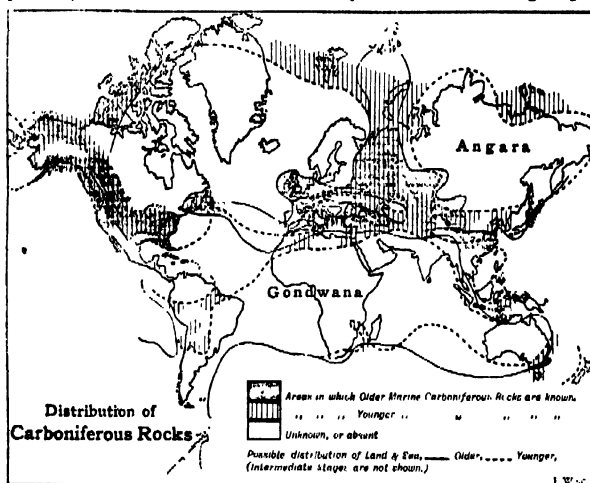 Angara
Gondwana
Distribution of
Carboniferous Rocks
Areas in which Older Marine Carboniferous Rocks are known.
" " " Younger " " " " "
Unknown, or absent
Possible distribution of Land & Sea, Older, Younger,
(Intermediate stages are not shown.)